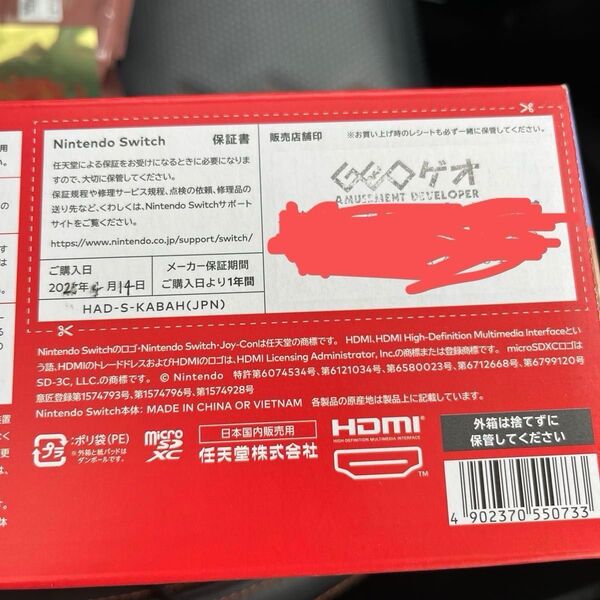 Nintendo Switch 保証書
任天堂による保証をお受けになるときに必要になりま
すので、大切に保管してください。
保証規程や修理サービス規程、点検の依頼、修理品の
送り先など、くわしくは、Nintendo Switchサポート
サイトをご覧ください。
https://www.nintendo.co.jp/support/switch/
ご購入日 メーカー保証期間
年 月 14日 ご購入日より1年間
HAD-S-KABAH(JPN)
販売店舗印 ※お買い上げ時のレシートも必ず一緒に保管してください。
GEOゲオ
AMUSEMENT DEVELOPER
Nintendo Switchのロゴ・Nintendo Switch・Joy-Conは任天堂の商標です。 HDMI、HDMI High-Definition Multimedia Interfaceとい
う語、HDMIのトレードドレスおよびHDMIのロゴは、HDMI Licensing Administrator, Inc.の商標または登録商標です。 microSDXCロゴは
SD-3C, LLC.の商標です。 © Nintendo 特許第6074534号、第6121034号、第6580023号、第6712668号、第6799120号
意匠登録第1574793号、第1574796号、第1574928号
Nintendo Switch本体: MADE IN CHINA OR VIETNAM 各製品の原産地は製品上に記載しています。
プラ :ポリ袋(PE)
※外箱と紙パッドは
ダンボールです。
micro
SD
XC
日本国内販売用
任天堂株式会社
HDMI
HIGH-DEFINITION MULTIMEDIA INTERFACE
TM
外箱は捨てずに
保管してください
4 902370 550733